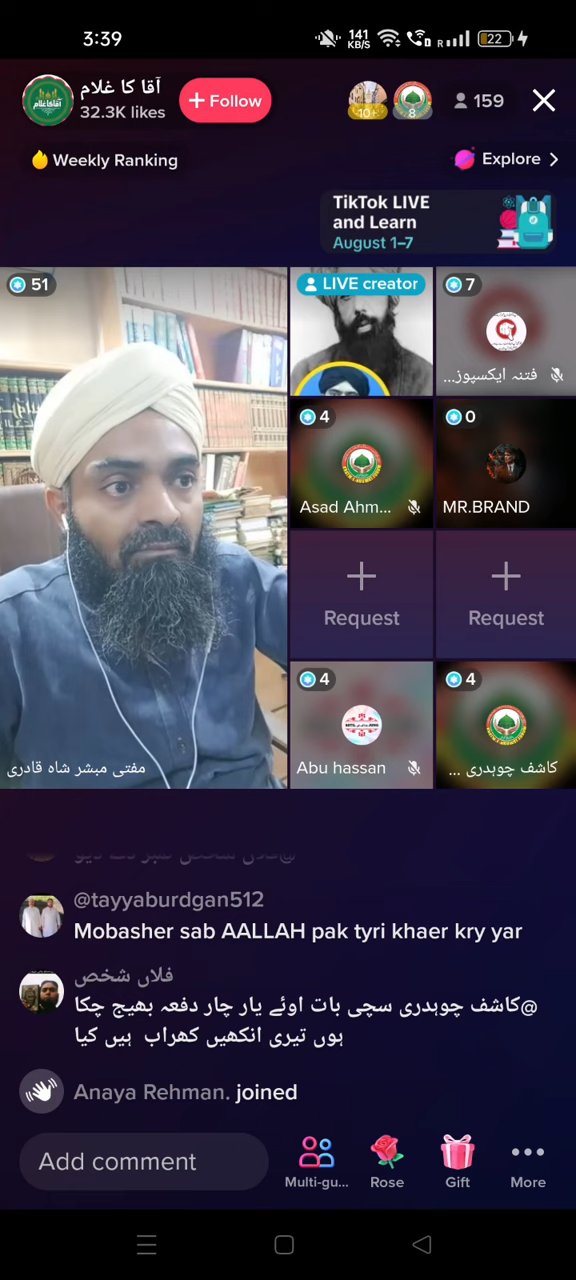 3:39
141
KB/S
R
22
آقا کا غلام
32.3K likes
+ Follow
10+
8
159
Weekly Ranking
Explore
TikTok LIVE
and Learn
August 1–7
51
LIVE creator
7
فتنہ ایکسپوز...
4
0
Asad Ahm...
MR.BRAND
Request
Request
4
4
مفتی مبشر شاہ قادری
Abu hassan
کاشف چوہدری ...
@tayyaburdgan512
Mobasher sab AALLAH pak tyri khaer kry yar
فلاں شخص
@کاشف چوہدری سچی بات اوئے یار چار دفعہ بھیج چکا
ہوں تیری انکھیں کھراب ہیں کیا
Anaya Rehman. joined
Add comment
Multi-gu...
Rose
Gift
More